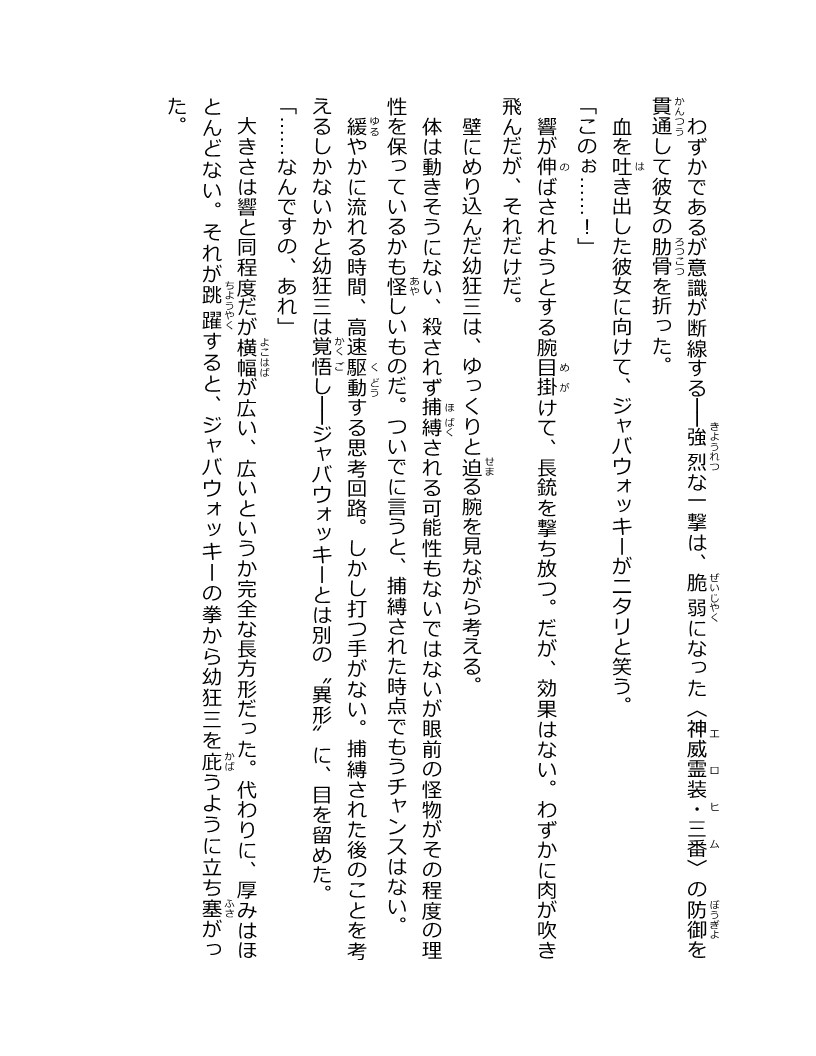 わずかであるが意識が断線する――強烈な一撃は、脆弱になった〈神威霊装・三番〉の防御を
貫通して彼女の肋骨を折った。
血を吐き出した彼女に向けて、ジャバウォッキーがニタリと笑う。
「このぉ……！」
響が伸ばされようとする腕目掛けて、長銃を撃ち放つ。だが、効果はない。わずかに肉が吹き
飛んだが、それだけだ。
壁にめり込んだ幼狂三は、ゆっくりと迫る腕を見ながら考える。
体は動きそうにない、殺されず捕縛される可能性もないではないが眼前の怪物がその程度の理
性を保っているかも怪しいものだ。ついでに言うと、捕縛された時点でもうチャンスはない。
緩やかに流れる時間、高速駆動する思考回路。しかし打つ手がない。捕縛された後のことを考
えるしかないかと幼狂三は覚悟し――ジャバウォッキーとは別の〝異形〟に、目を留めた。
「……なんですの、あれ」
大きさは響と同程度だが横幅が広い、広いというか完全な長方形だった。代わりに、厚みはほ
とんどない。それが跳躍すると、ジャバウォッキーの拳から幼狂三を庇うように立ち塞がっ
た。